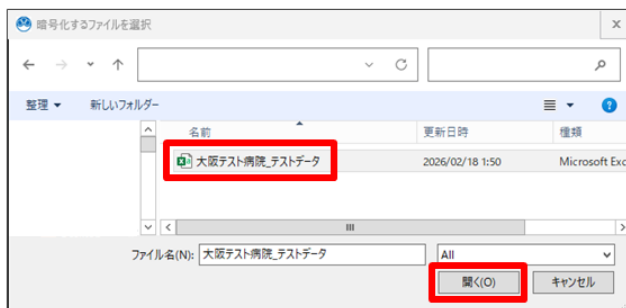 暗号化するファイルを選択
整理 新しいフォルダー
名前 更新日時 種類
大阪テスト病院_テストデータ 2026/02/18 1:50 Microsoft Exc
ファイル名(N): 大阪テスト病院_テストデータ All
開く(O) キャンセル